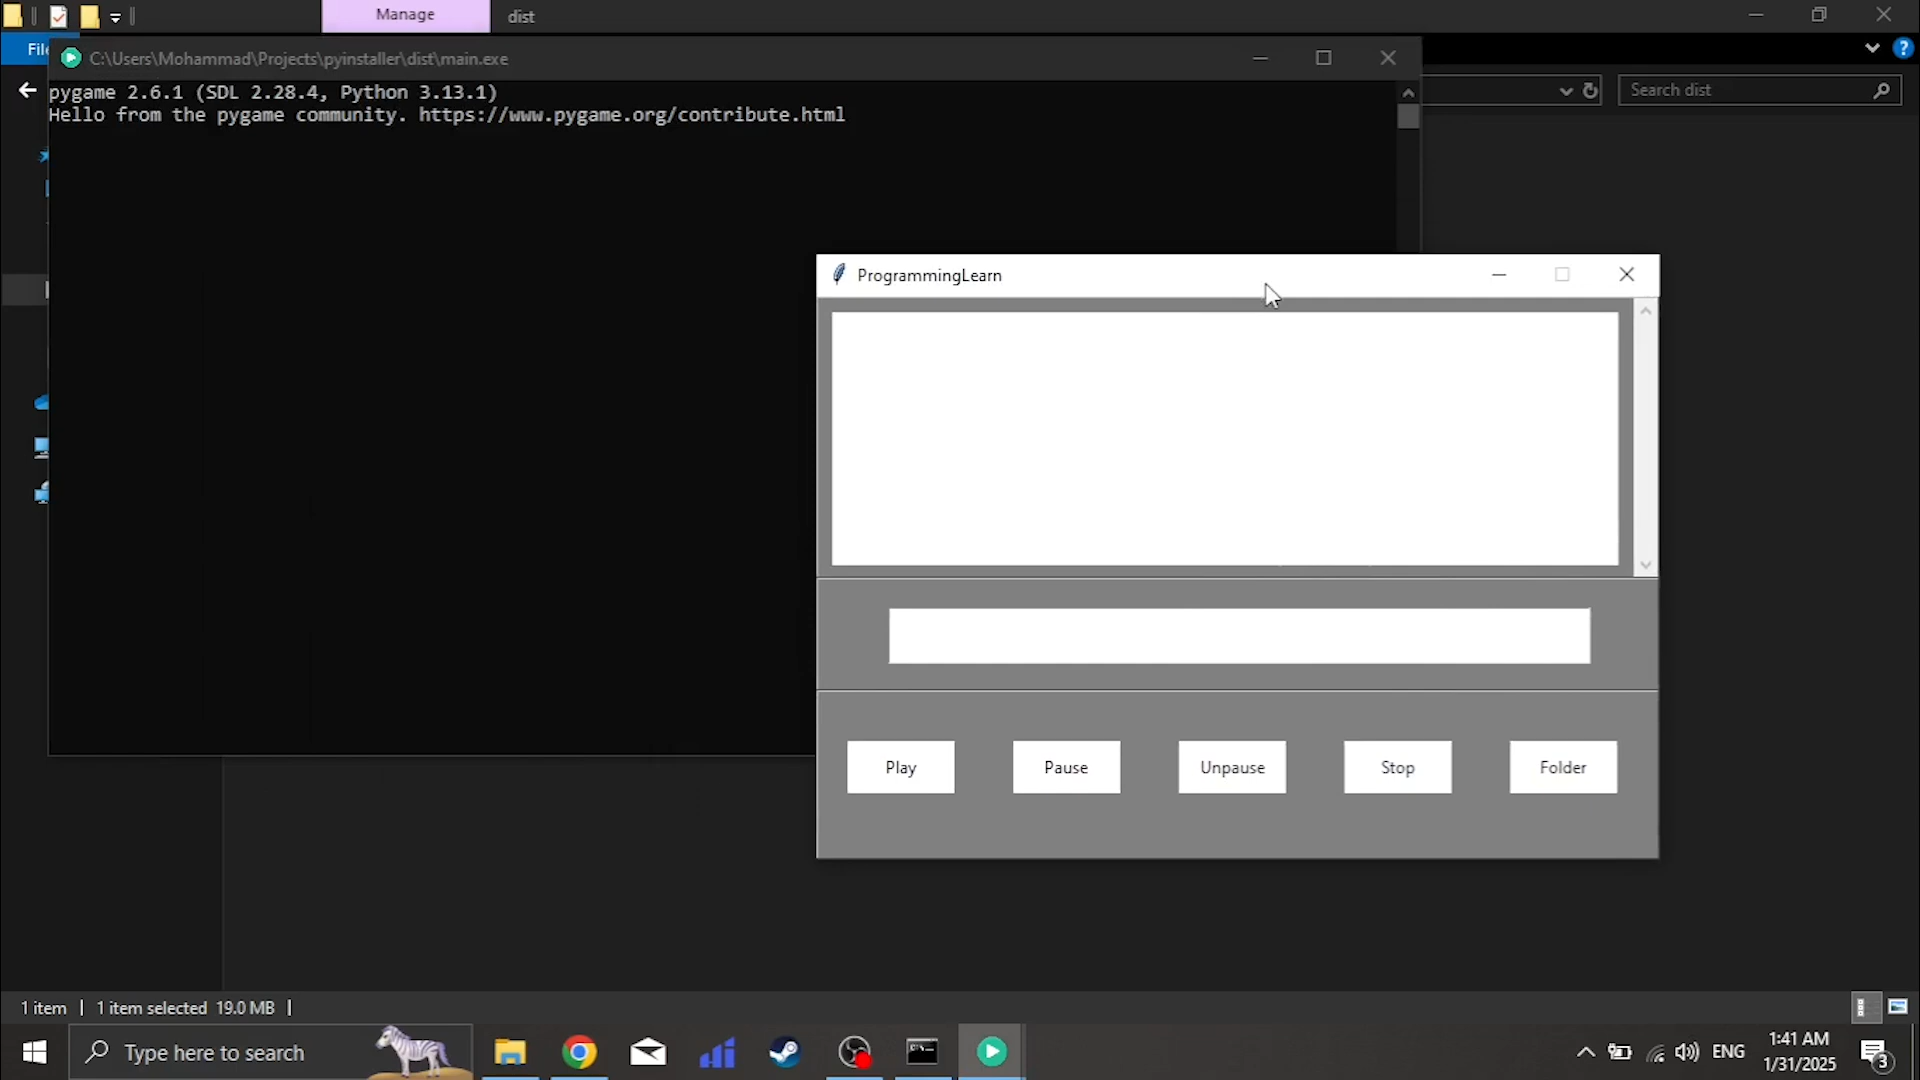 Manage
dist
File
C:\Users\Mohammad\Projects\pyinstaller\dist\main.exe
Search dist
pygame 2.6.1 (SDL 2.28.4, Python 3.13.1)
Hello from the pygame community. https://www.pygame.org/contribute.html
ProgrammingLearn
Play
Pause
Unpause
Stop
Folder
1 item
1 item selected 19.0 MB
Type here to search
ENG
1:41 AM
1/31/2025
3